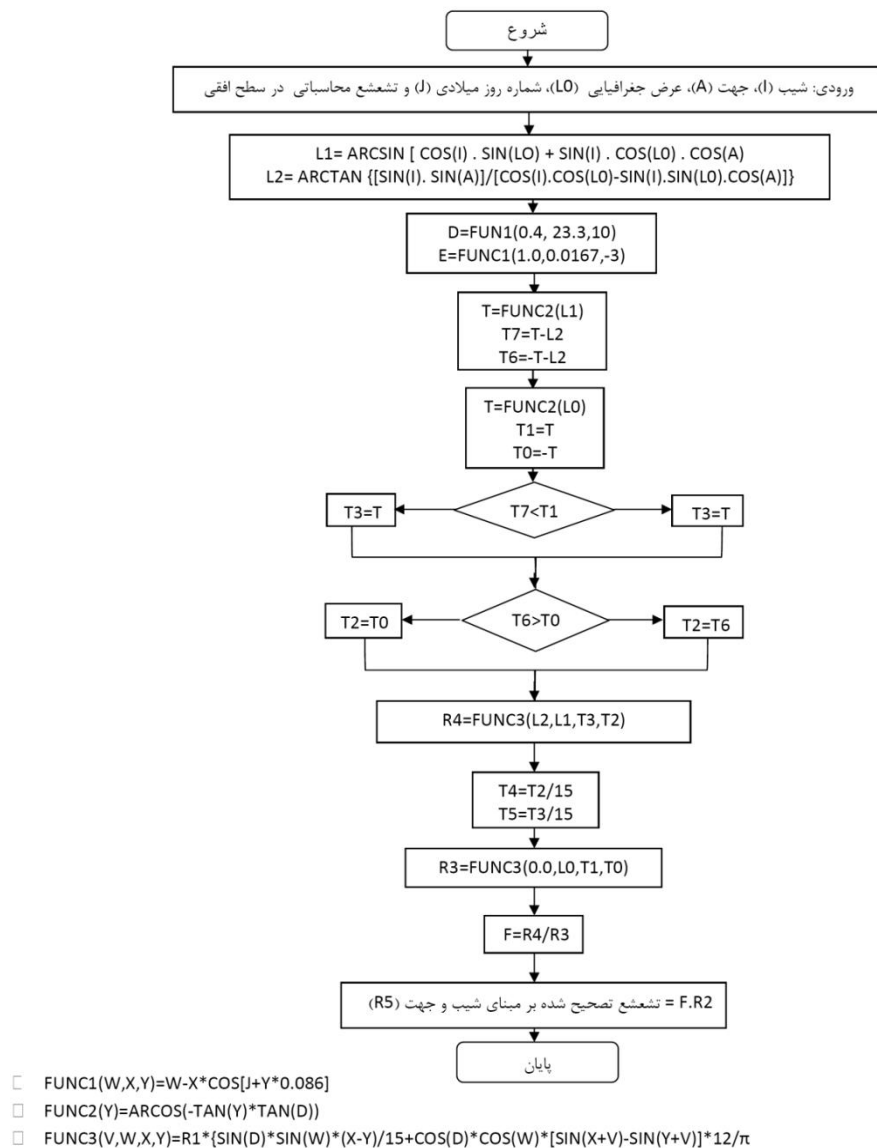 شروع
ورودی: شیب (I)، جهت (A)، عرض جغرافیایی (L0)، شماره روز میلادی (J) و تشعشع محاسباتی در سطح افقی
L1= ARCSIN [ COS(I) . SIN(LO) + SIN(I) . COS(L0) . COS(A)
L2= ARCTAN {[SIN(I). SIN(A)]/[COS(I).COS(L0)-SIN(I).SIN(L0).COS(A)]}
D=FUN1(0.4, 23.3,10)
E=FUNC1(1.0,0.0167,-3)
T=FUNC2(L1)
T7=T-L2
T6=-T-L2
T=FUNC2(L0)
T1=T
T0=-T
T3=T
T7<T1
T3=T
T2=T0
T6>T0
T2=T6
R4=FUNC3(L2,L1,T3,T2)
T4=T2/15
T5=T3/15
R3=FUNC3(0.0,L0,T1,T0)
F=R4/R3
F.R2 = تشعشع تصحیح شده بر مبنای شیب و جهت (R5)
پایان
FUNC1(W,X,Y)=W-X*COS[J+Y*0.086]
FUNC2(Y)=ARCOS(-TAN(Y)*TAN(D))
FUNC3(V,W,X,Y)=R1*{SIN(D)*SIN(W)*(X-Y)/15+COS(D)*COS(W)*[SIN(X+V)-SIN(Y+V)]*12/π